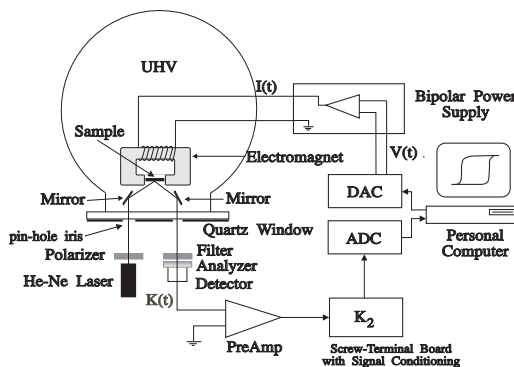 UHV
I(t)
Bipolar Power
Supply
Sample
V(t)
Electromagnet
Mirror
Mirror
DAC
pin-hole iris
Quartz Window
ADC
Personal
Computer
Polarizer
Filter
Analyzer
He-Ne Laser
Detector
K(t)
K2
PreAmp
Screw-Terminal Board
with Signal Conditioning